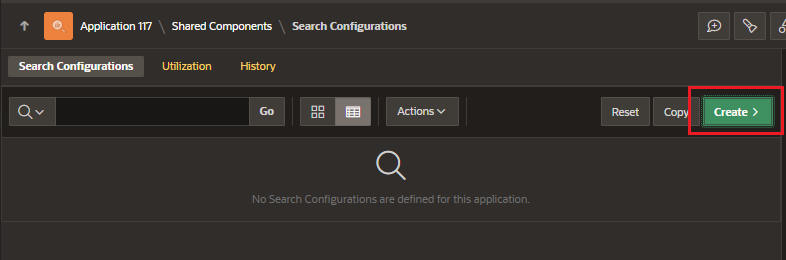 Application 117 \ Shared Components \ Search Configurations
Search Configurations Utilization History
Go Actions Reset Copy Create
No Search Configurations are defined for this application.